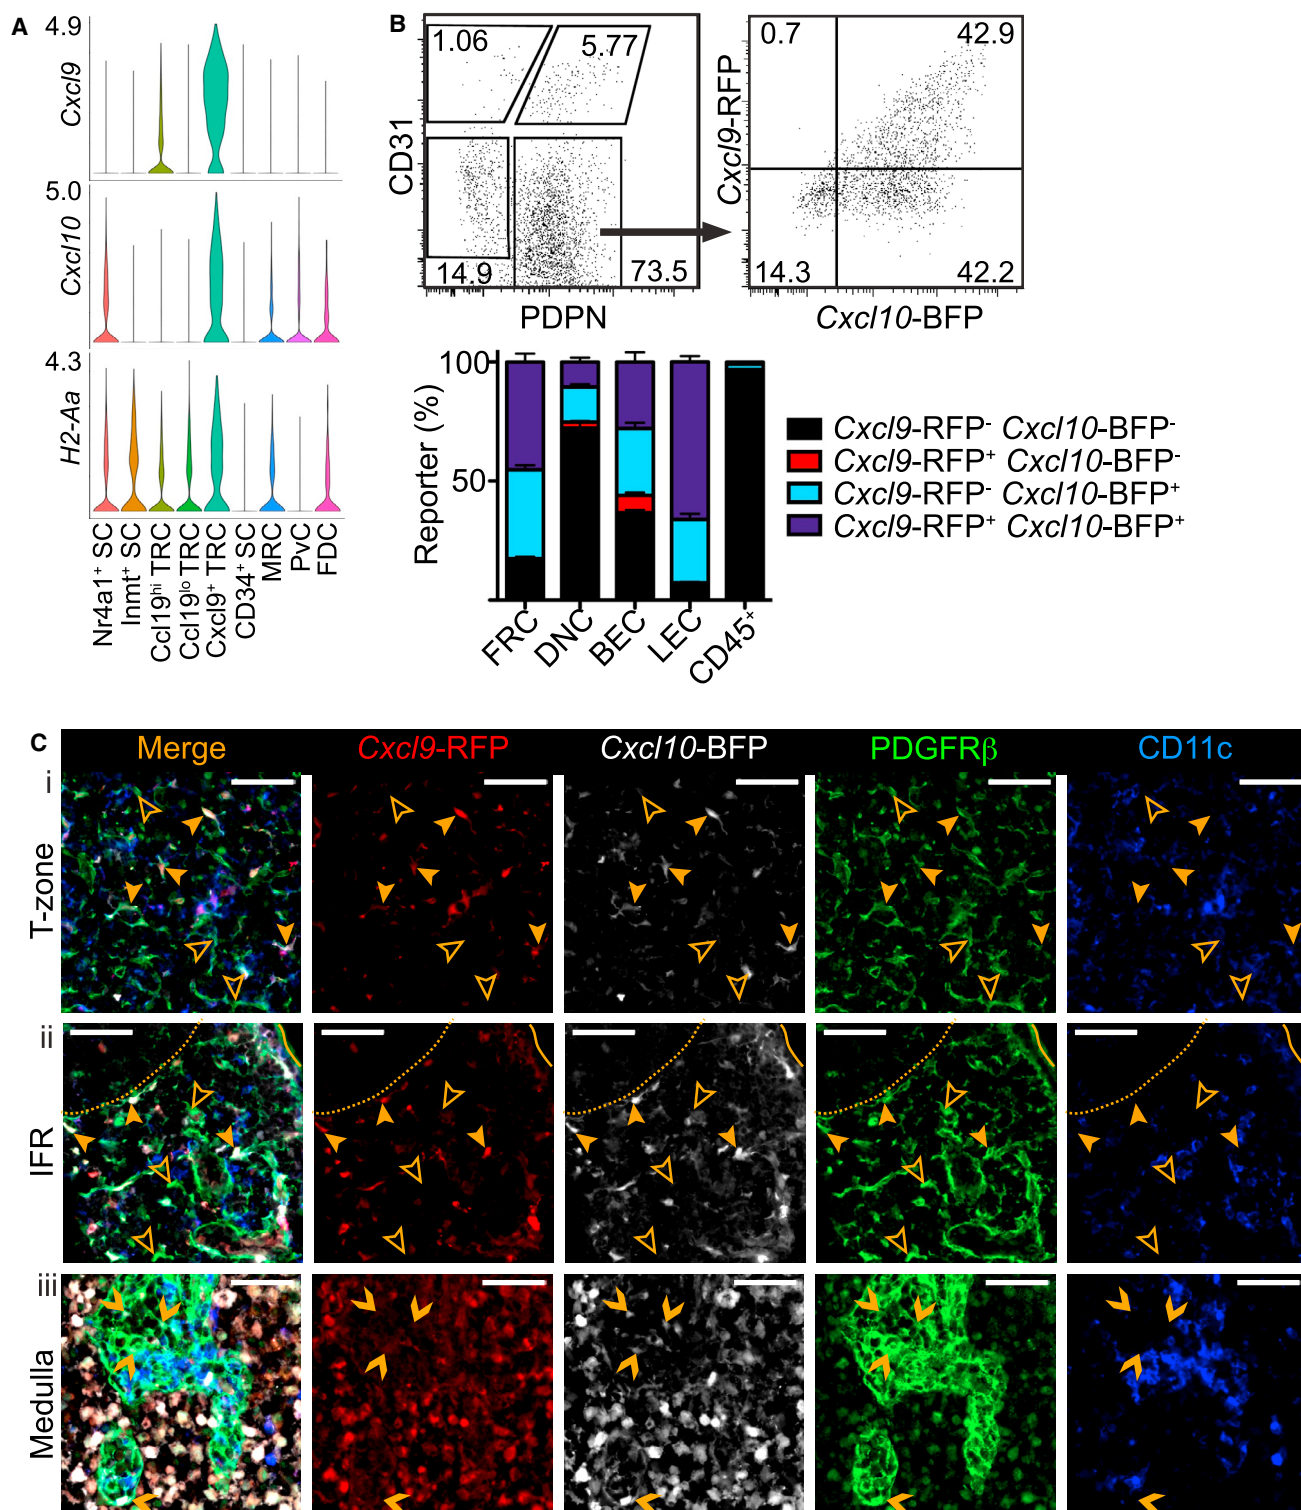 A
4.9
Cxcl9
5.0
Cxcl10
4.3
H2-Aa
Nr4a1+ SC
Inmt+ SC
Ccl19hi TRC
Ccl19lo TRC
Cxcl9+ TRC
CD34+ SC
MRC
PvC
FDC
B
1.06
5.77
14.9
73.5
CD31
PDPN
0.7
42.9
14.3
42.2
Cxcl9-RFP
Cxcl10-BFP
100
50
Reporter (%)
FRC
DNC
BEC
LEC
CD45+
Cxcl9-RFP- Cxcl10-BFP-
Cxcl9-RFP+ Cxcl10-BFP-
Cxcl9-RFP- Cxcl10-BFP+
Cxcl9-RFP+ Cxcl10-BFP+
C
Merge
Cxcl9-RFP
Cxcl10-BFP
PDGFRβ
CD11c
i
T-zone
ii
IFR
iii
Medulla